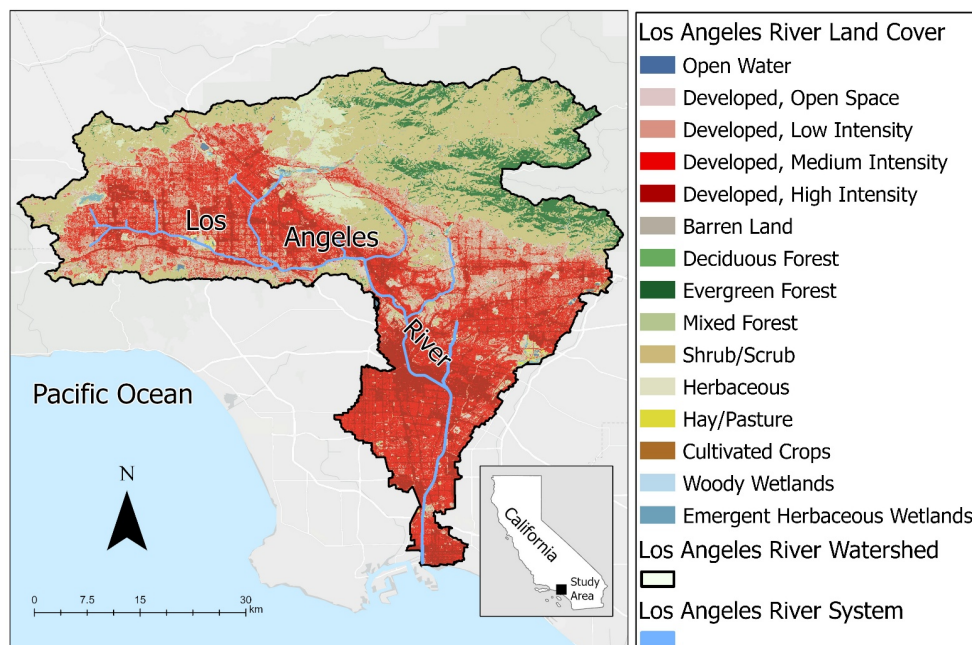 Los
Angeles
River
Pacific Ocean
N
0 7.5 15 30
km
California
Study
Area
Los Angeles River Land Cover
Open Water
Developed, Open Space
Developed, Low Intensity
Developed, Medium Intensity
Developed, High Intensity
Barren Land
Deciduous Forest
Evergreen Forest
Mixed Forest
Shrub/Scrub
Herbaceous
Hay/Pasture
Cultivated Crops
Woody Wetlands
Emergent Herbaceous Wetlands
Los Angeles River Watershed
Los Angeles River System